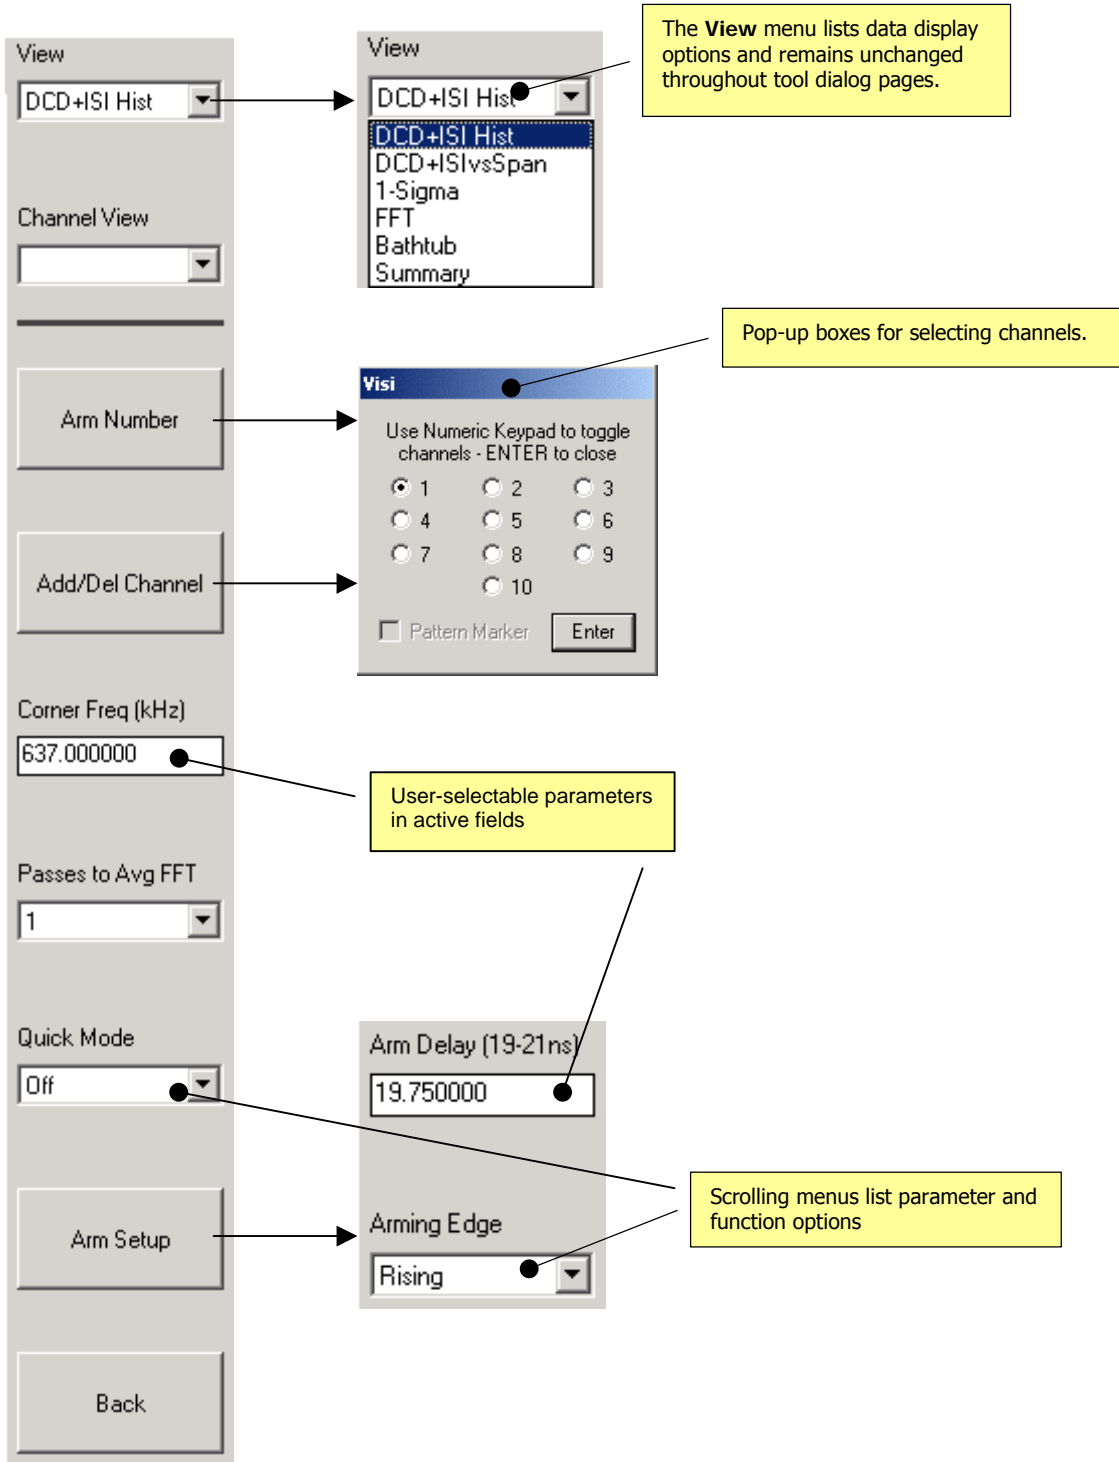 View
DCD+ISI Hist
Channel View
Arm Number
Add/Del Channel
Corner Freq (kHz)
637.000000
Passes to Avg FFT
1
Quick Mode
Off
Arm Setup
Back
View
DCD+ISI Hist
DCD+ISI Hist
DCD+ISIvsSpan
1-Sigma
FFT
Bathtub
Summary
The View menu lists data display
options and remains unchanged
throughout tool dialog pages.
Pop-up boxes for selecting channels.
Visi
Use Numeric Keypad to toggle
channels - ENTER to close
1 2 3
4 5 6
7 8 9
10
Pattern Marker Enter
User-selectable parameters
in active fields
Arm Delay (19-21ns)
19.750000
Arming Edge
Rising
Scrolling menus list parameter and
function options